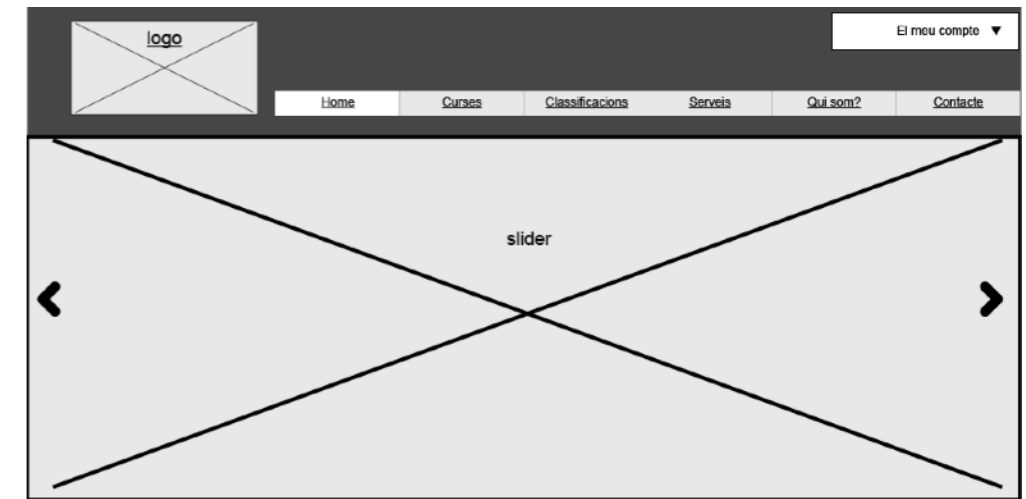 logo
El meu compte ▼
Home Curses Classificacions Serveis Qui som? Contacte
slider